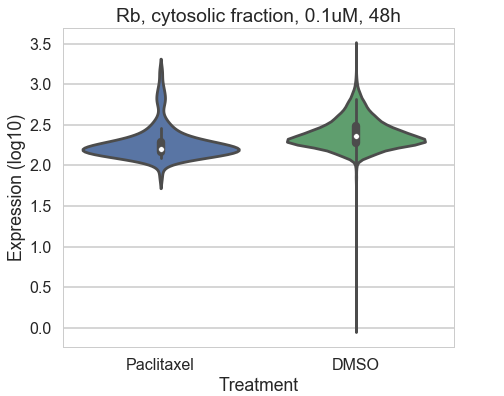 Rb, cytosolic fraction, 0.1uM, 48h
Expression (log10)
3.5
3.0
2.5
2.0
1.5
1.0
0.5
0.0
Paclitaxel
DMSO
Treatment